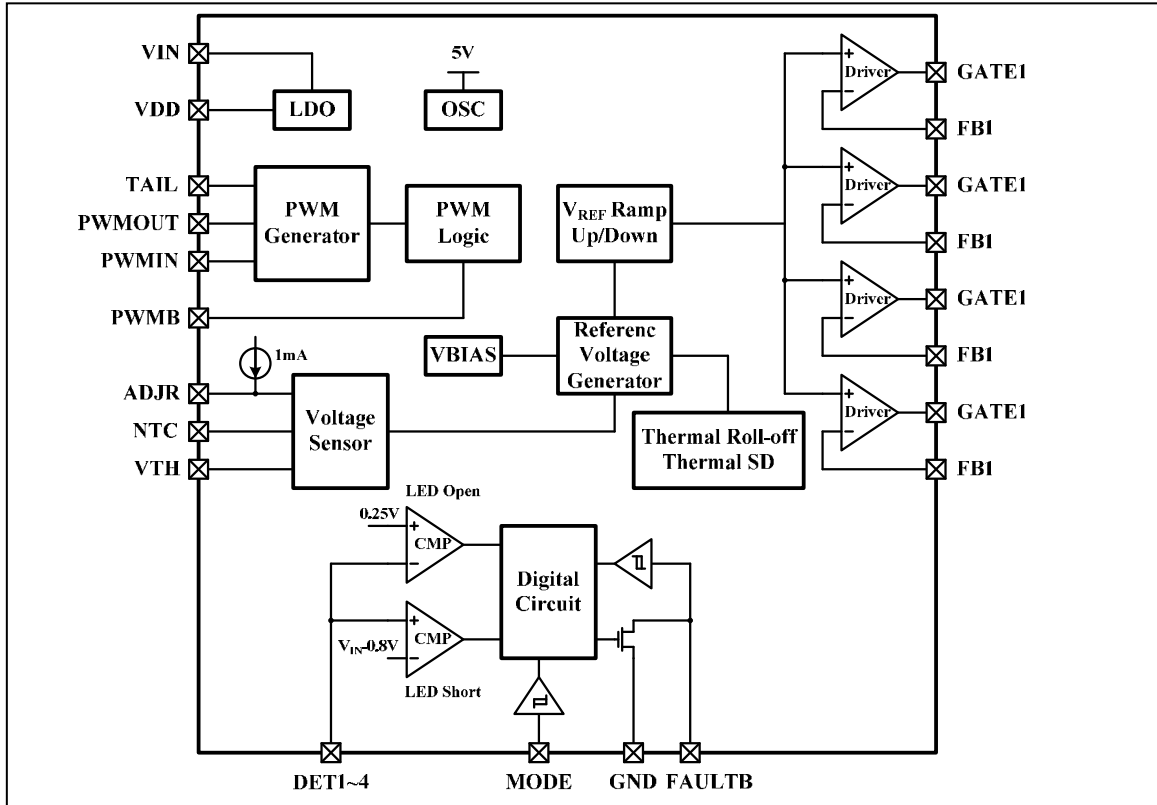 VIN
VDD
LDO
5V
OSC
TAIL
PWMOUT
PWMIN
PWMB
PWM
Generator
PWM
Logic
VREF Ramp
Up/Down
VBIAS
Referenc
Voltage
Generator
Thermal Roll-off
Thermal SD
1mA
ADJR
NTC
VTH
Voltage
Sensor
+
Driver
−
GATE1
FB1
+
Driver
−
GATE1
FB1
+
Driver
−
GATE1
FB1
+
Driver
−
GATE1
FB1
LED Open
0.25V
+
CMP
−
+
CMP
−
VIN-0.8V
LED Short
Digital
Circuit
DET1~4
MODE
GND
FAULTB